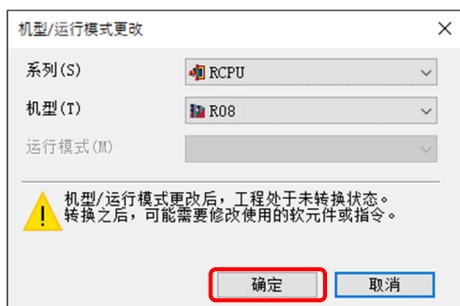 机型/运行模式更改
系列(S)
RCPU
机型(T)
R08
运行模式(M)
机型/运行模式更改后，工程处于未转换状态。
转换之后，可能需要修改使用的软元件或指令。
确定
取消